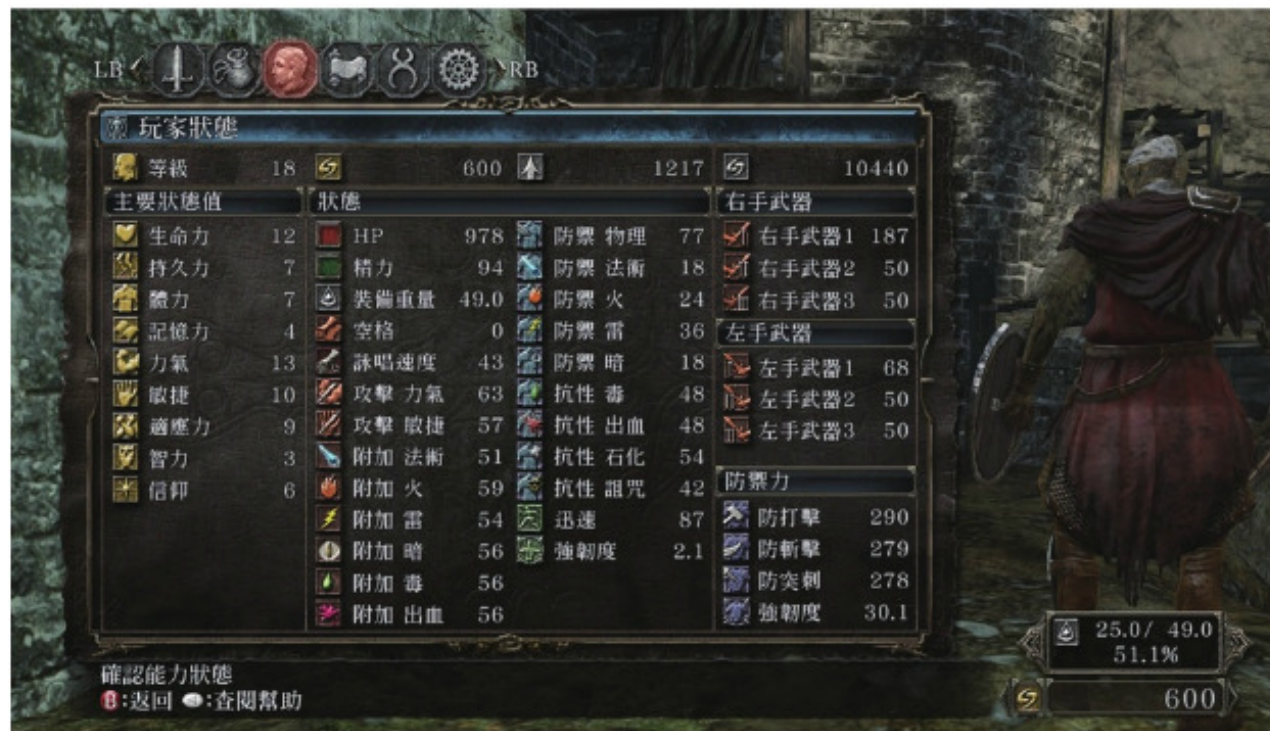 LB RB
玩家狀態
等級 18 600 1217 10440
主要狀態值
生命力 12
持久力 7
體力 7
記憶力 4
力氣 13
敏捷 10
適應力 9
智力 3
信仰 6
狀態
HP 978
精力 94
裝備重量 49.0
空格 0
詠唱速度 43
攻擊 力氣 63
攻擊 敏捷 57
附加 法術 51
附加 火 59
附加 雷 54
附加 暗 56
附加 毒 56
附加 出血 56
防禦 物理 77
防禦 法術 18
防禦 火 24
防禦 雷 36
防禦 暗 18
抗性 毒 48
抗性 出血 48
抗性 石化 54
抗性 詛咒 42
迅速 87
強韌度 2.1
右手武器
右手武器1 187
右手武器2 50
右手武器3 50
左手武器
左手武器1 68
左手武器2 50
左手武器3 50
防禦力
防打擊 290
防斬擊 279
防突刺 278
強韌度 30.1
25.0/ 49.0
51.1%
600
確認能力狀態
B:返回 :查閱幫助